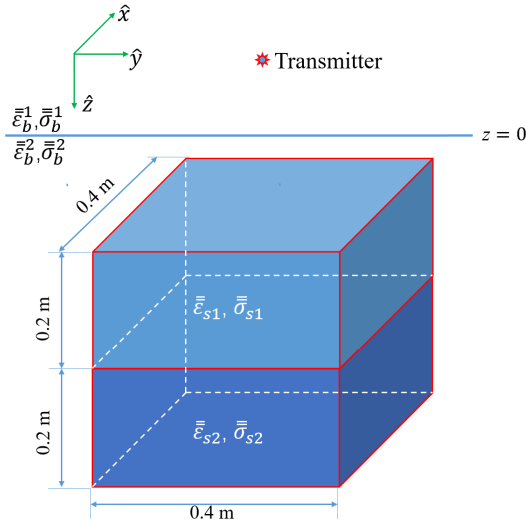 x̂
ŷ
ẑ
Transmitter
ε̿_b^1, σ̿_b^1
z = 0
ε̿_b^2, σ̿_b^2
0.4 m
0.2 m
ε̿_s1, σ̿_s1
0.2 m
ε̿_s2, σ̿_s2
0.4 m